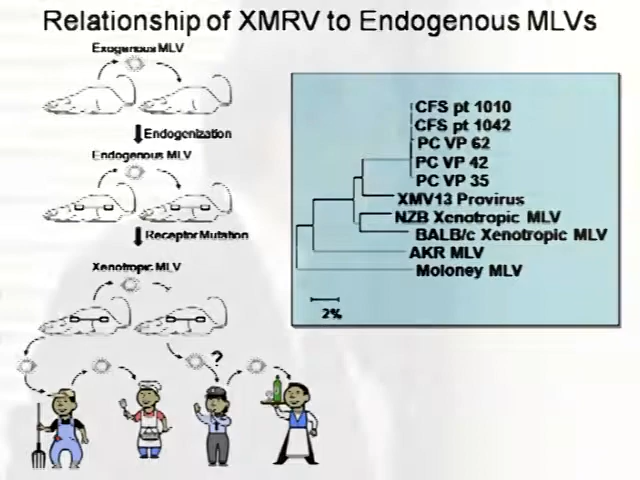 Relationship of XMRV to Endogenous MLVs
Exogenous MLV
Endogenization
Endogenous MLV
Receptor Mutation
Xenotropic MLV
?
CFS pt 1010
CFS pt 1042
PC VP 62
PC VP 42
PC VP 35
XMV13 Provirus
NZB Xenotropic MLV
BALB/c Xenotropic MLV
AKR MLV
Moloney MLV
2%